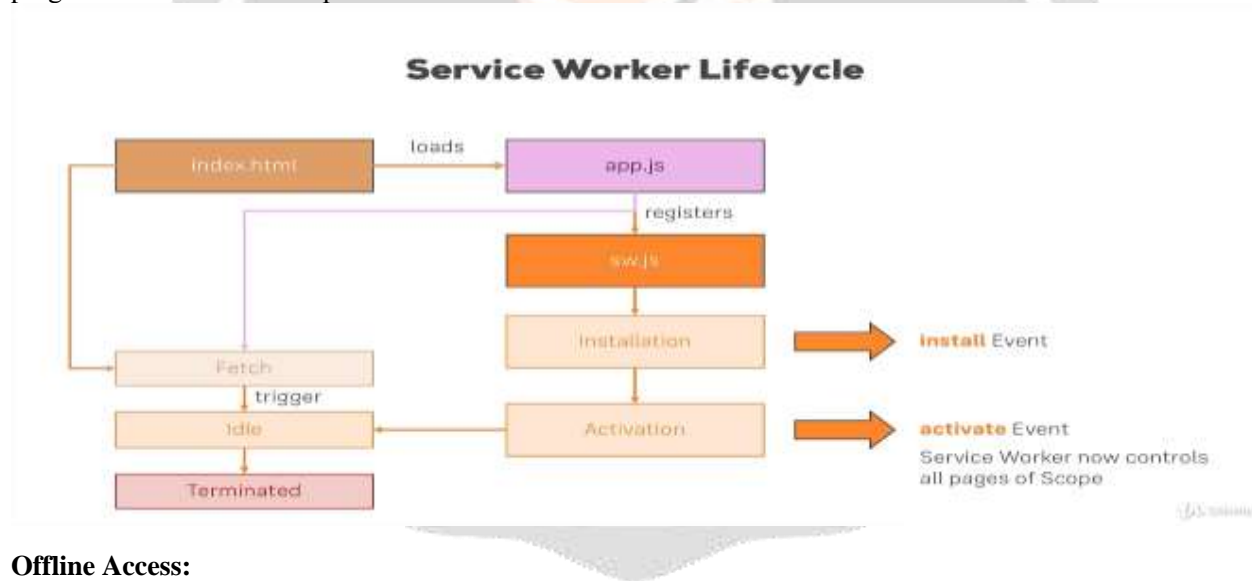 Service Worker Lifecycle
index.html
loads
app.js
registers
sw.js
Installation
install Event
Fetch
trigger
Idle
Activation
activate Event
Service Worker now controls
all pages of Scope
Terminated
Offline Access: